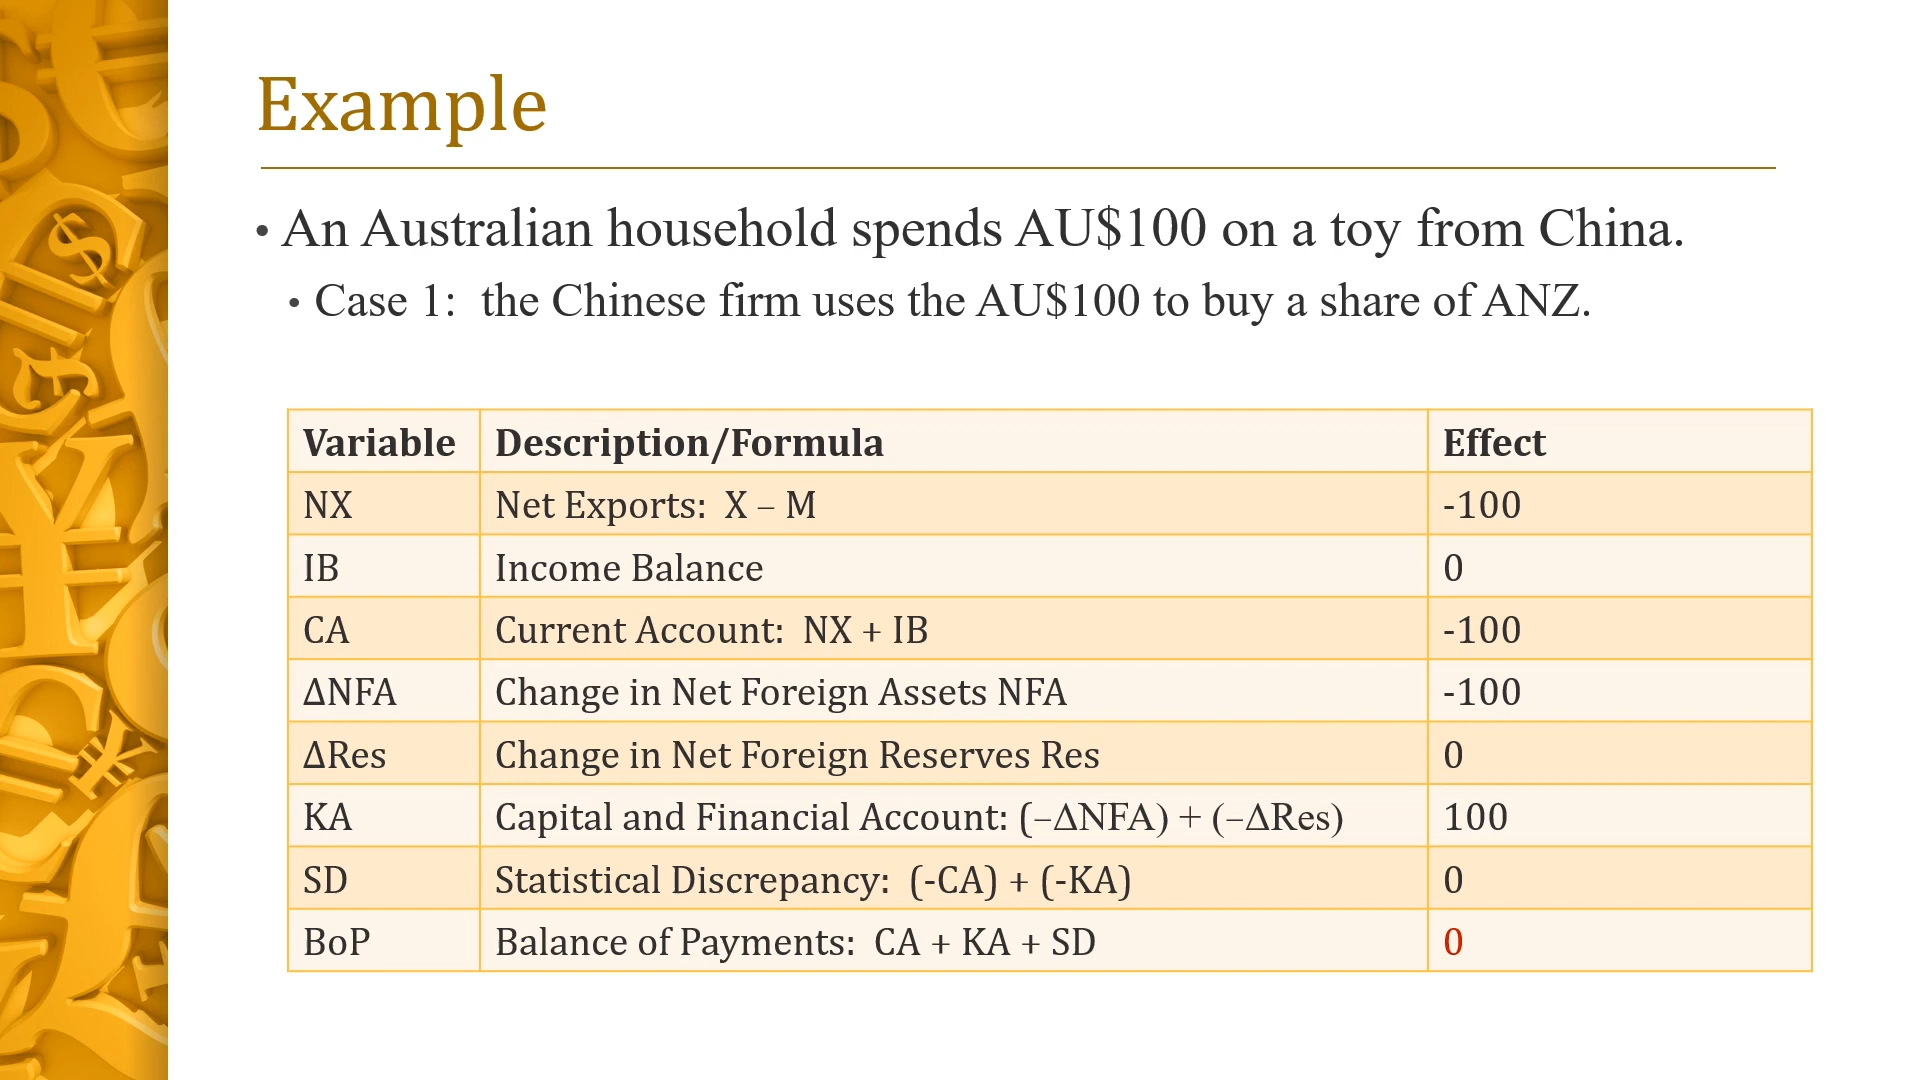 Example
• An Australian household spends AU$100 on a toy from China.
• Case 1:  the Chinese firm uses the AU$100 to buy a share of ANZ.
Variable Description/Formula Effect
NX Net Exports:  X – M -100
IB Income Balance 0
CA Current Account:  NX + IB -100
ΔNFA Change in Net Foreign Assets NFA -100
ΔRes Change in Net Foreign Reserves Res 0
KA Capital and Financial Account: (–ΔNFA) + (–ΔRes) 100
SD Statistical Discrepancy:  (-CA) + (-KA) 0
BoP Balance of Payments:  CA + KA + SD 0